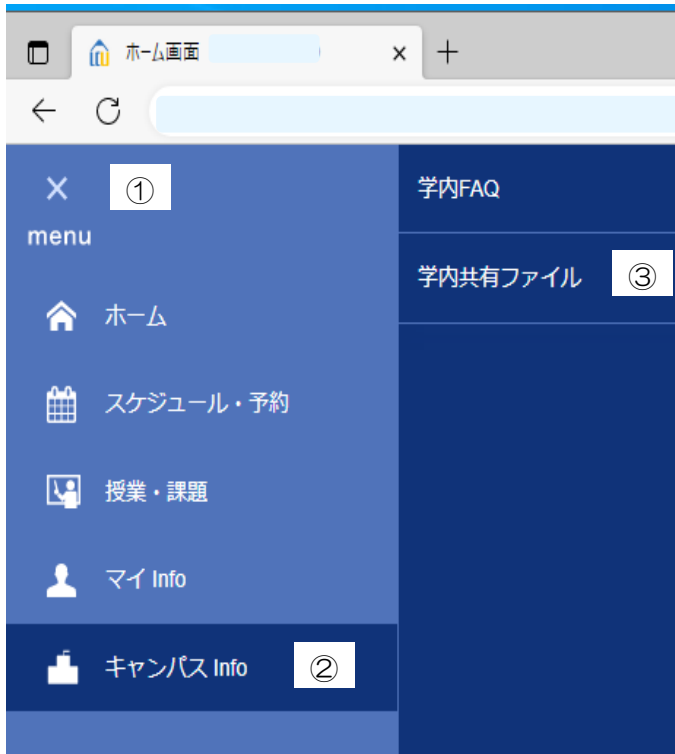 ホーム画面
①
menu
ホーム
スケジュール・予約
授業・課題
マイ Info
キャンパス Info ②
学内FAQ
学内共有ファイル ③